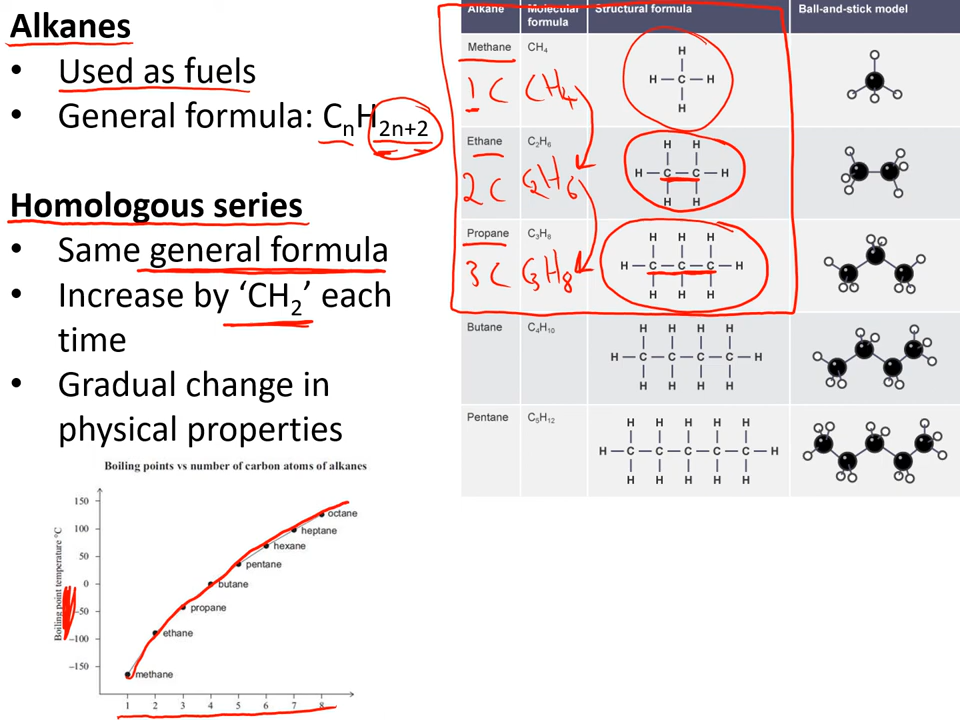 Alkanes
• Used as fuels
• General formula: CnH2n+2
Homologous series
• Same general formula
• Increase by ‘CH2’ each
time
• Gradual change in
physical properties
Boiling points vs number of carbon atoms of alkanes
Boiling point temperature °C
150
100
50
0
−50
−100
−150
methane
ethane
propane
butane
pentane
hexane
heptane
octane
1 2 3 4 5 6 7 8
Alkane Molecular formula Structural formula Ball-and-stick model
Methane CH4
H
H — C — H
H
1C CH4
Ethane C2H6
H H
H — C — C — H
H H
2C C2H6
Propane C3H8
H H H
H — C — C — C — H
H H H
3C C3H8
Butane C4H10
H H H H
H — C — C — C — C — H
H H H H
Pentane C5H12
H H H H H
H — C — C — C — C — C — H
H H H H H